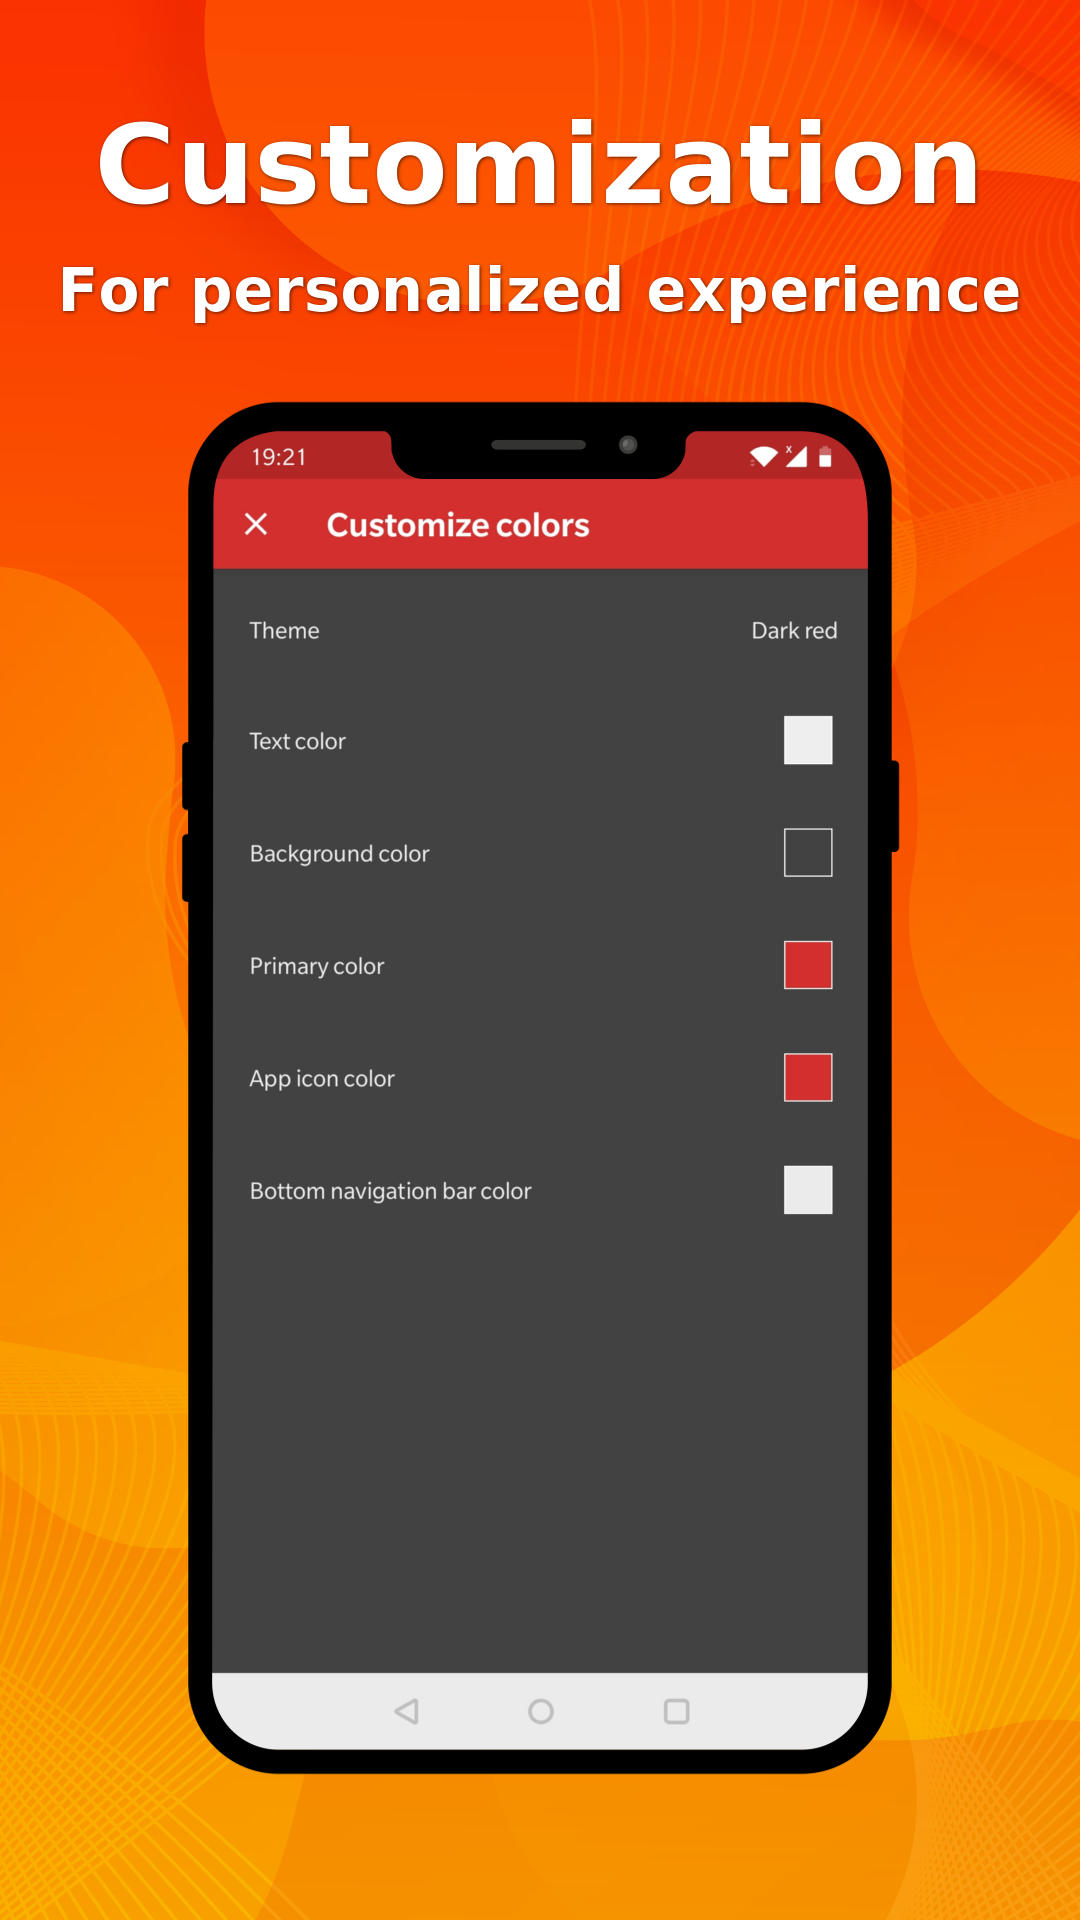 Customization
For personalized experience
19:21
x
Customize colors
Theme
Dark red
Text color
Background color
Primary color
App icon color
Bottom navigation bar color